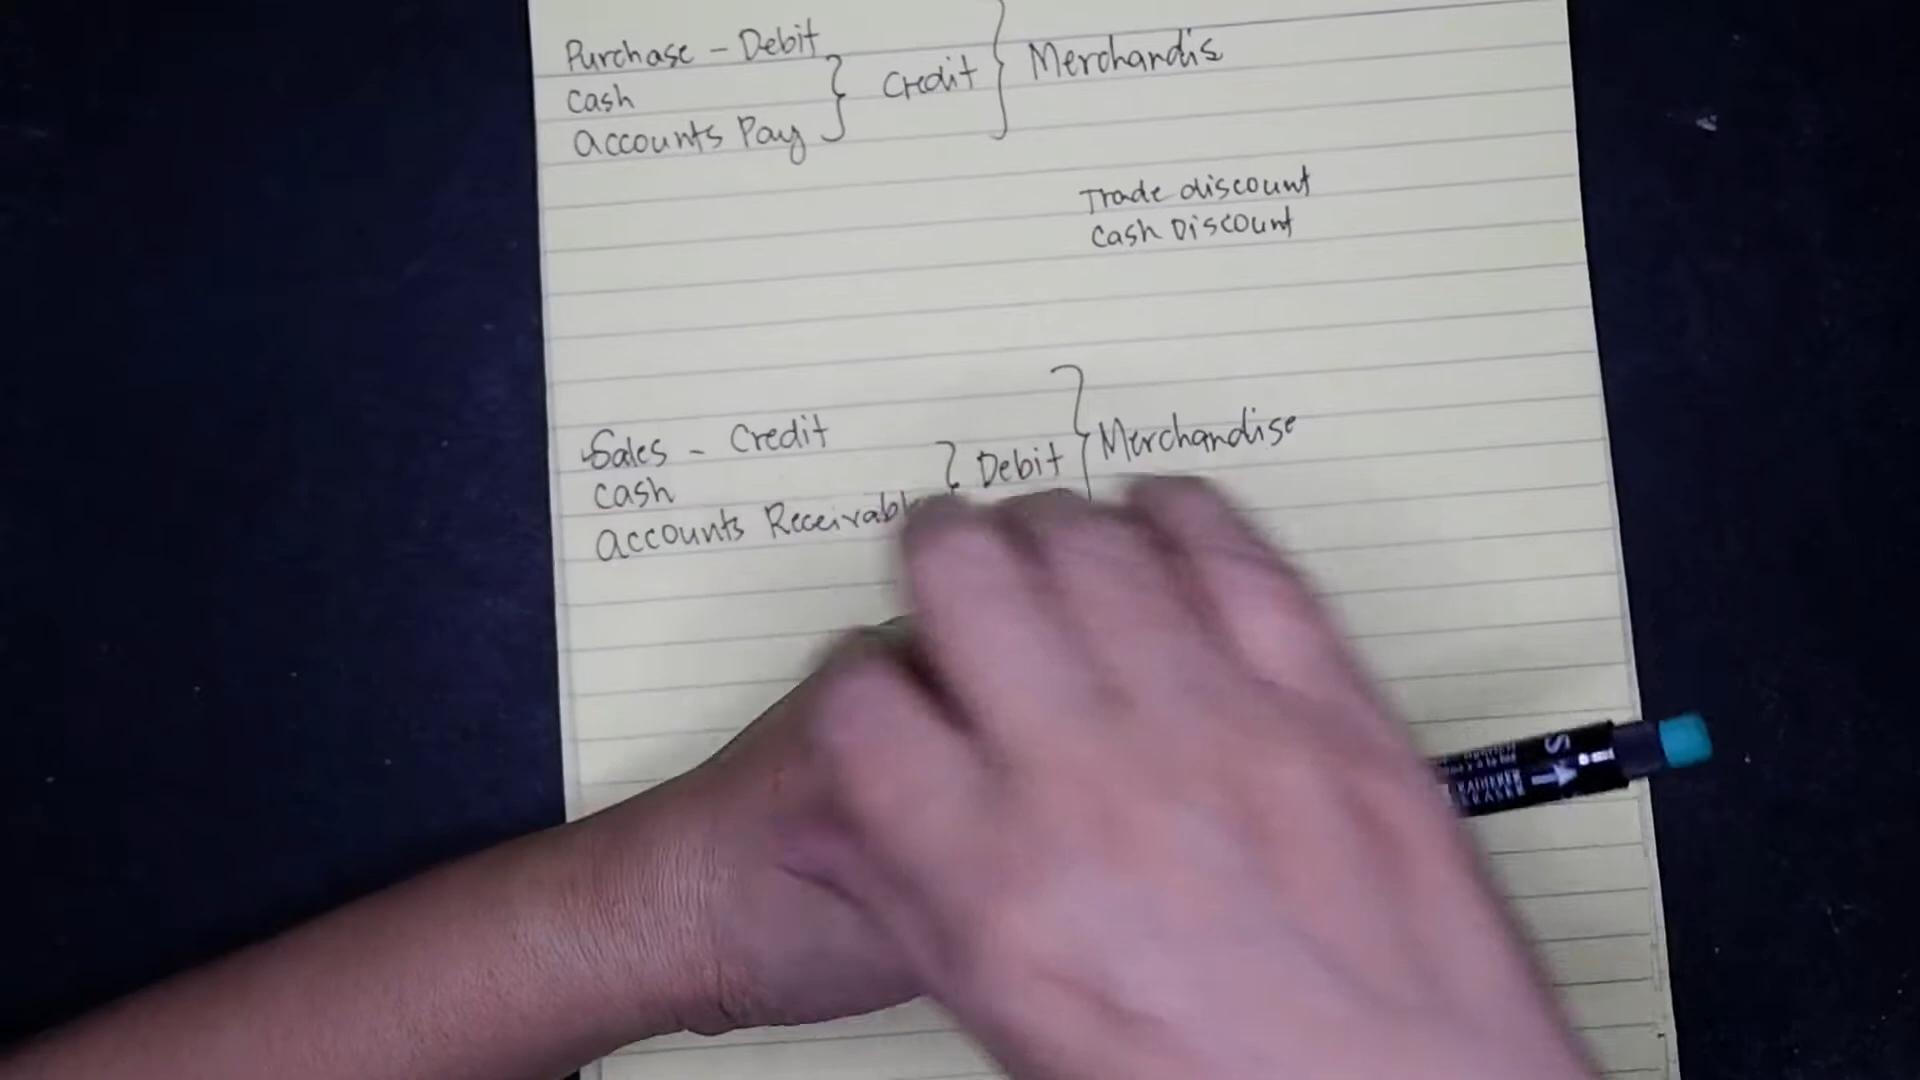 Purchase - Debit
Cash
Accounts Pay
Credit
Merchandis
Trade discount
Cash Discount
Sales - Credit
Cash
Accounts Receivabl
Debit
Merchandise